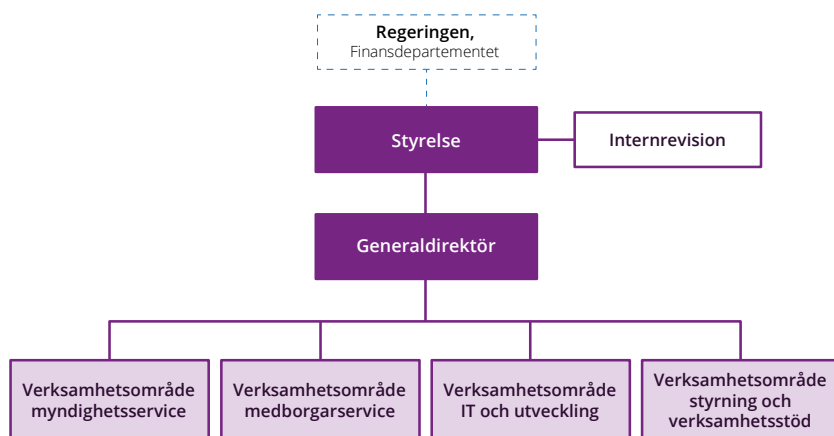 Regeringen,
Finansdepartementet
Styrelse
Internrevision
Generaldirektör
Verksamhetsområde
myndighetsservice
Verksamhetsområde
medborgarservice
Verksamhetsområde
IT och utveckling
Verksamhetsområde
styrning och
verksamhetsstöd